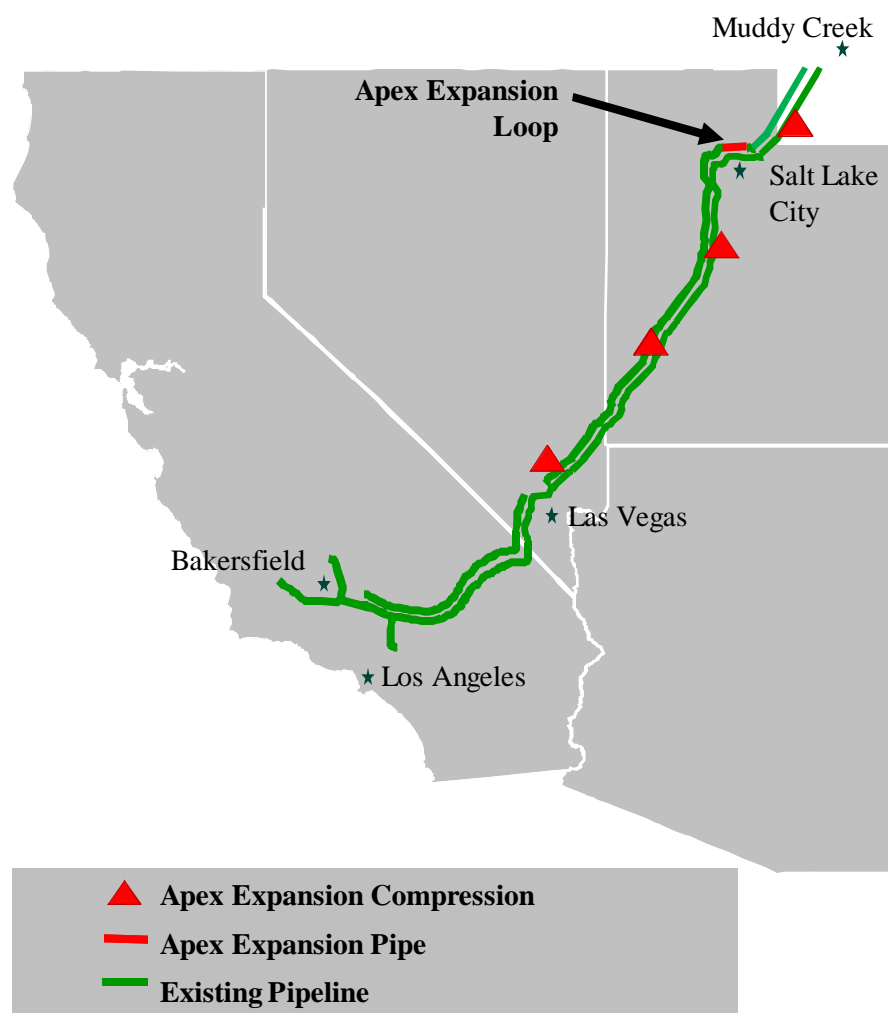 Muddy Creek
Apex Expansion
Loop
Salt Lake
City
Las Vegas
Bakersfield
Los Angeles
Apex Expansion Compression
Apex Expansion Pipe
Existing Pipeline